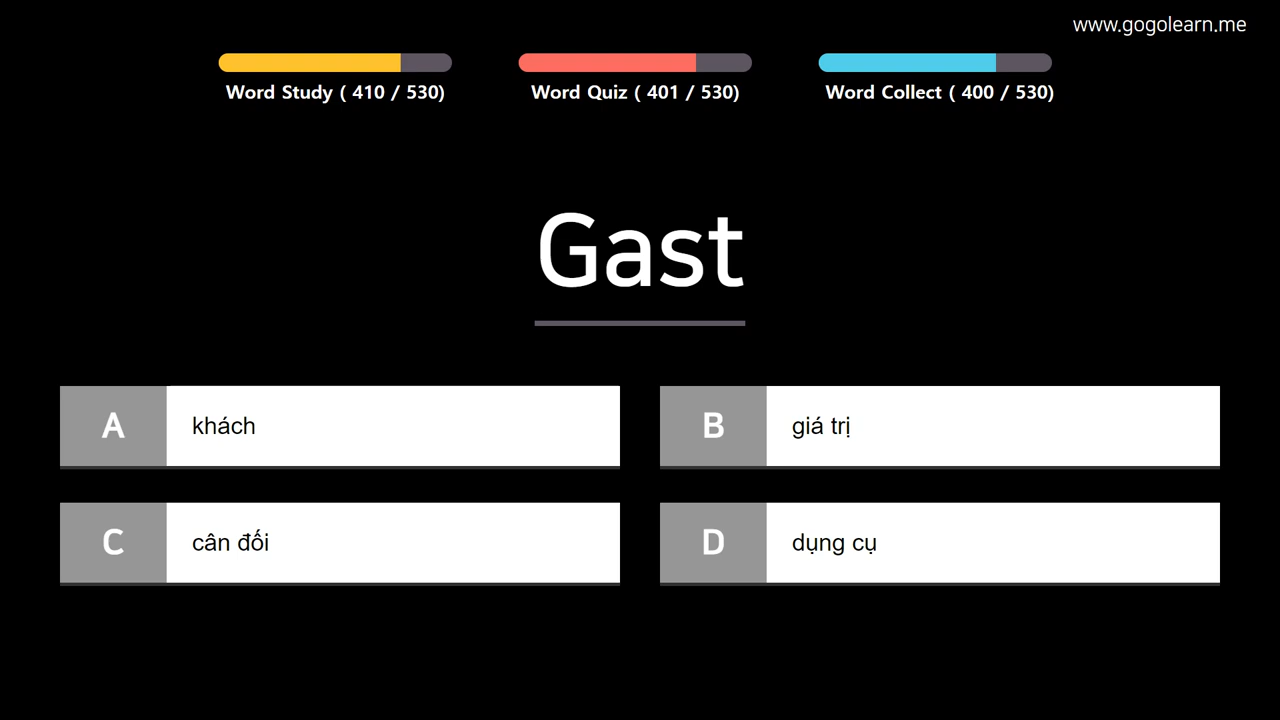 www.gogolearn.me
Word Study ( 410 / 530)
Word Quiz ( 401 / 530)
Word Collect ( 400 / 530)
Gast
A
khách
B
giá trị
C
cân đối
D
dụng cụ